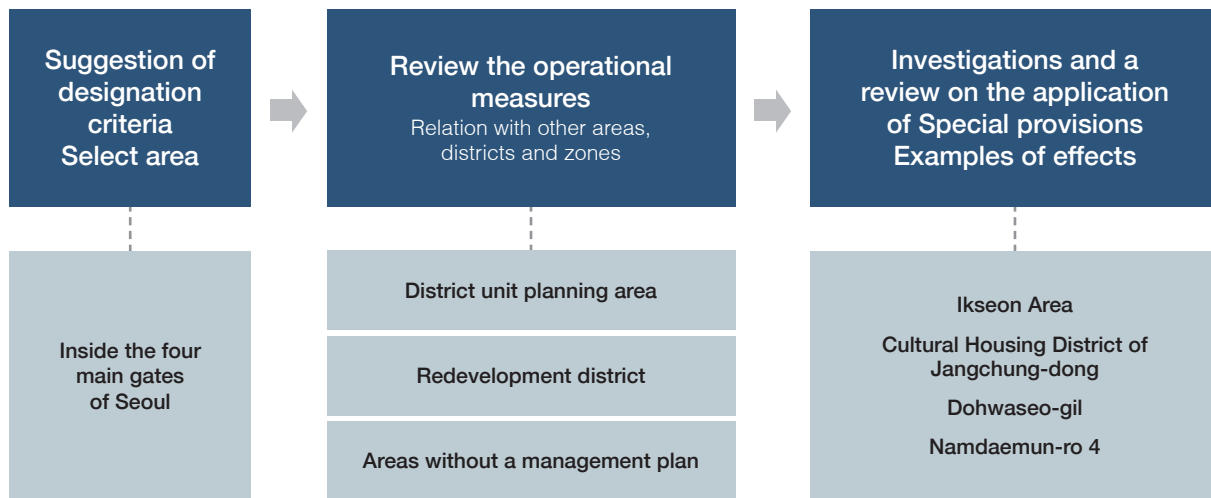 Suggestion of
designation
criteria
Select area
Review the operational
measures
Relation with other areas,
districts and zones
Investigations and a
review on the application
of Special provisions
Examples of effects
Inside the four
main gates
of Seoul
District unit planning area
Redevelopment district
Areas without a management plan
Ikseon Area
Cultural Housing District of
Jangchung-dong
Dohwaseo-gil
Namdaemun-ro 4